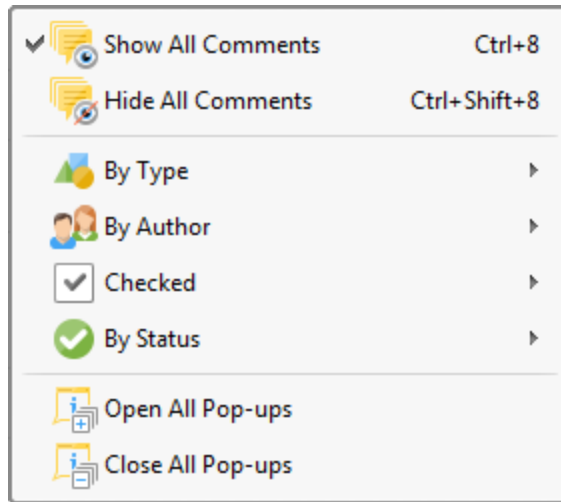 Show All Comments Ctrl+8
Hide All Comments Ctrl+Shift+8
By Type
By Author
Checked
By Status
Open All Pop-ups
Close All Pop-ups